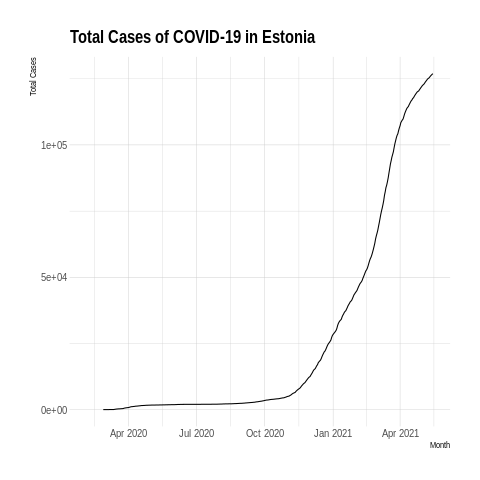 Total Cases of COVID-19 in Estonia
Total Cases
1e+05
5e+04
0e+00
Apr 2020 Jul 2020 Oct 2020 Jan 2021 Apr 2021
Month